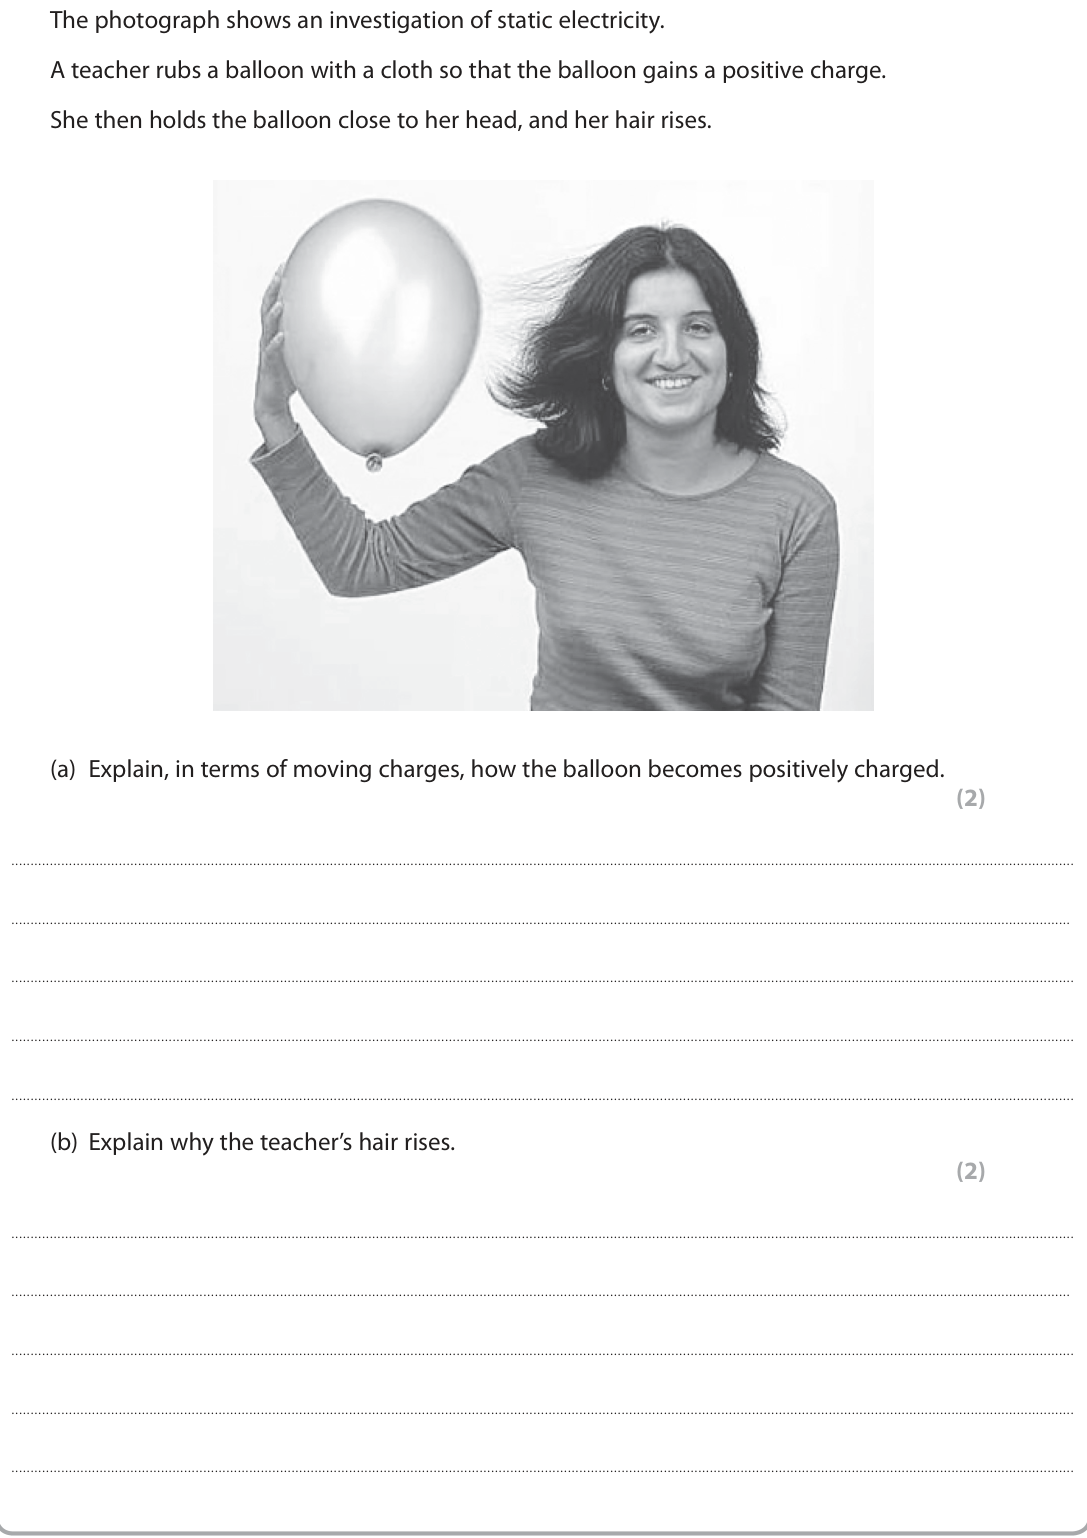 The photograph shows an investigation of static electricity.
A teacher rubs a balloon with a cloth so that the balloon gains a positive charge.
She then holds the balloon close to her head, and her hair rises.
(a) Explain, in terms of moving charges, how the balloon becomes positively charged.
(2)
(b) Explain why the teacher’s hair rises.
(2)